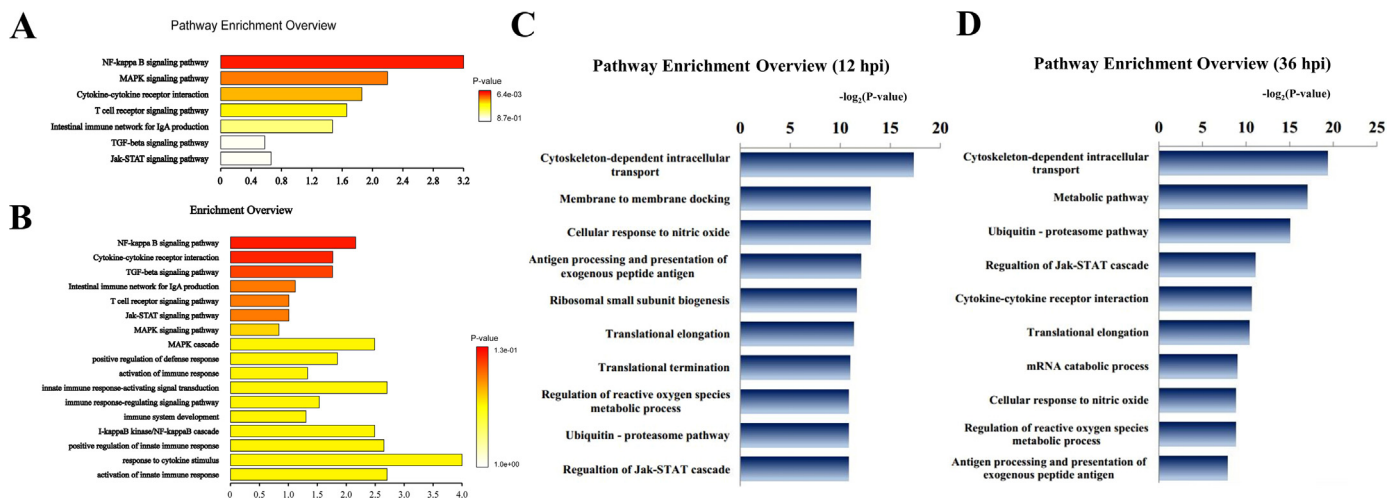 A
Pathway Enrichment Overview
NF-kappa B signaling pathway
MAPK signaling pathway
Cytokine-cytokine receptor interaction
T cell receptor signaling pathway
Intestinal immune network for IgA production
TGF-beta signaling pathway
Jak-STAT signaling pathway
0 0.4 0.8 1.2 1.6 2.0 2.4 2.8 3.2
P-value
6.4e-03
8.7e-01
B
Enrichment Overview
NF-kappa B signaling pathway
Cytokine-cytokine receptor interaction
TGF-beta signaling pathway
Intestinal immune network for IgA production
T cell receptor signaling pathway
Jak-STAT signaling pathway
MAPK signaling pathway
MAPK cascade
positive regulation of defense response
activation of immune response
innate immune response-activating signal transduction
immune response-regulating signaling pathway
immune system development
I-kappaB kinase/NF-kappaB cascade
positive regulation of innate immune response
response to cytokine stimulus
activation of innate immune response
0 0.5 1.0 1.5 2.0 2.5 3.0 3.5 4.0
P-value
1.3e-01
1.0e+00
C
Pathway Enrichment Overview (12 hpi)
-log2(P-value)
0 5 10 15 20
Cytoskeleton-dependent intracellular
transport
Membrane to membrane docking
Cellular response to nitric oxide
Antigen processing and presentation of
exogenous peptide antigen
Ribosomal small subunit biogenesis
Translational elongation
Translational termination
Regulation of reactive oxygen species
metabolic process
Ubiquitin - proteasome pathway
Regualtion of Jak-STAT cascade
D
Pathway Enrichment Overview (36 hpi)
-log2(P-value)
0 5 10 15 20 25
Cytoskeleton-dependent intracellular
transport
Metabolic pathway
Ubiquitin - proteasome pathway
Regualtion of Jak-STAT cascade
Cytokine-cytokine receptor interaction
Translational elongation
mRNA catabolic process
Cellular response to nitric oxide
Regulation of reactive oxygen species
metabolic process
Antigen processing and presentation of
exogenous peptide antigen